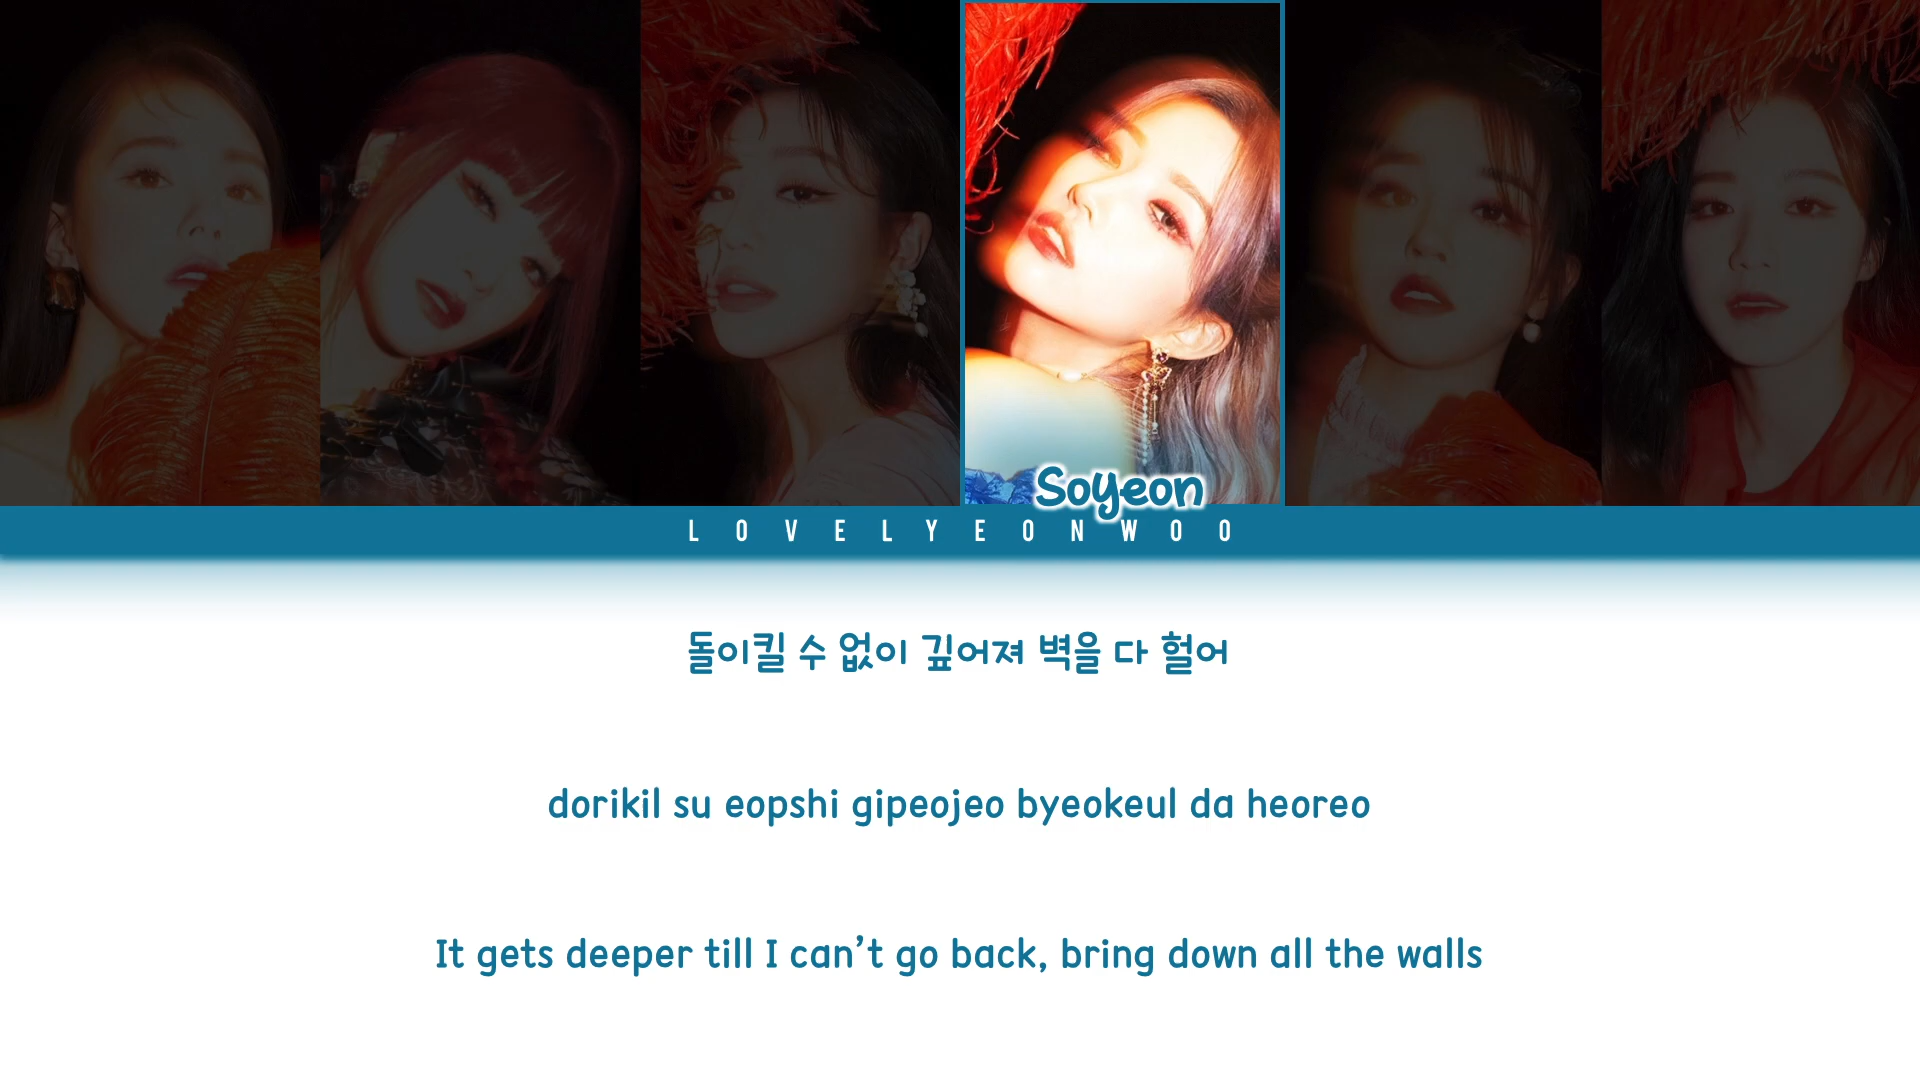 Soyeon
LOVELYEONWOO
돌이킬 수 없이 깊어져 벽을 다 헐어
dorikil su eopshi gipeojeo byeokeul da heoreo
It gets deeper till I can’t go back, bring down all the walls